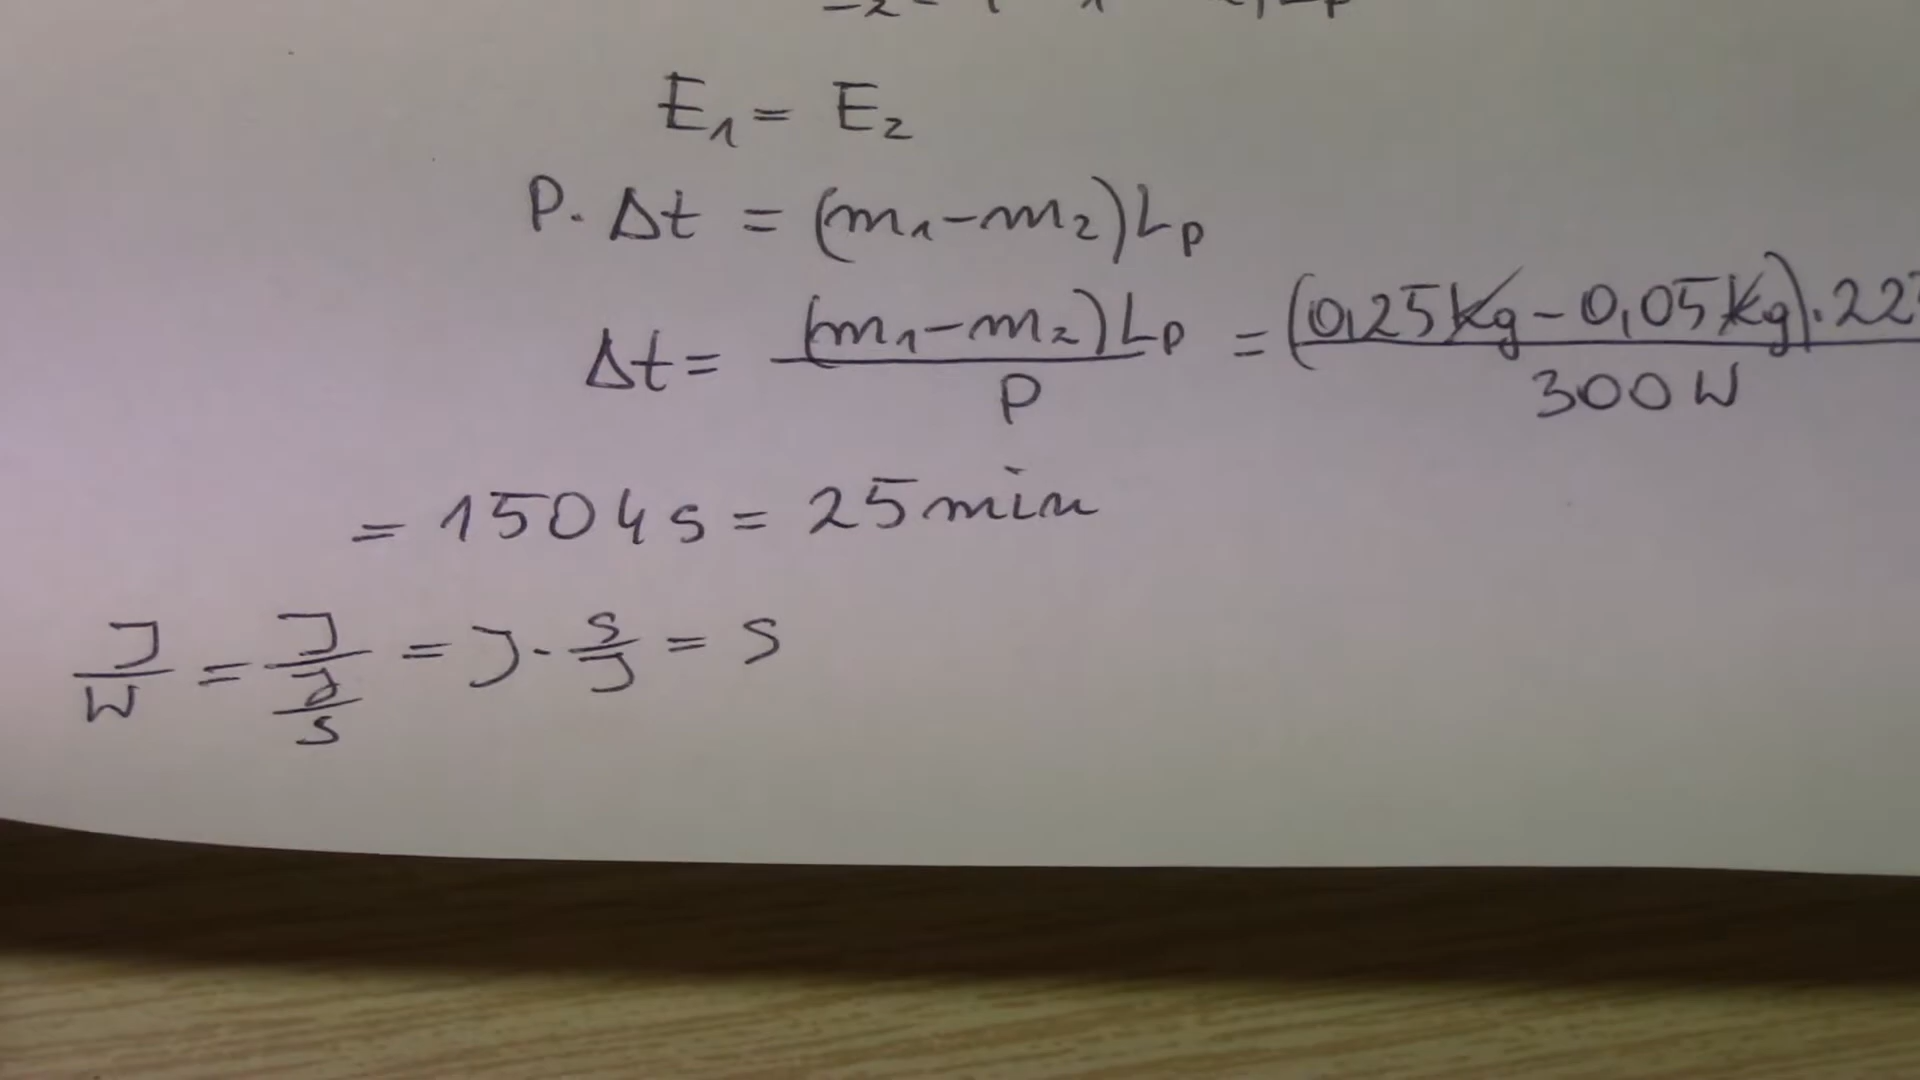 E₁ = E₂
P · Δt = (m₁ - m₂) Lₚ
Δt = (m₁ - m₂) Lₚ / P = (0,25 kg - 0,05 kg) · 22 / 300 W
= 1504 s = 25 min
J/W = J/(J/s) = J · s/J = s